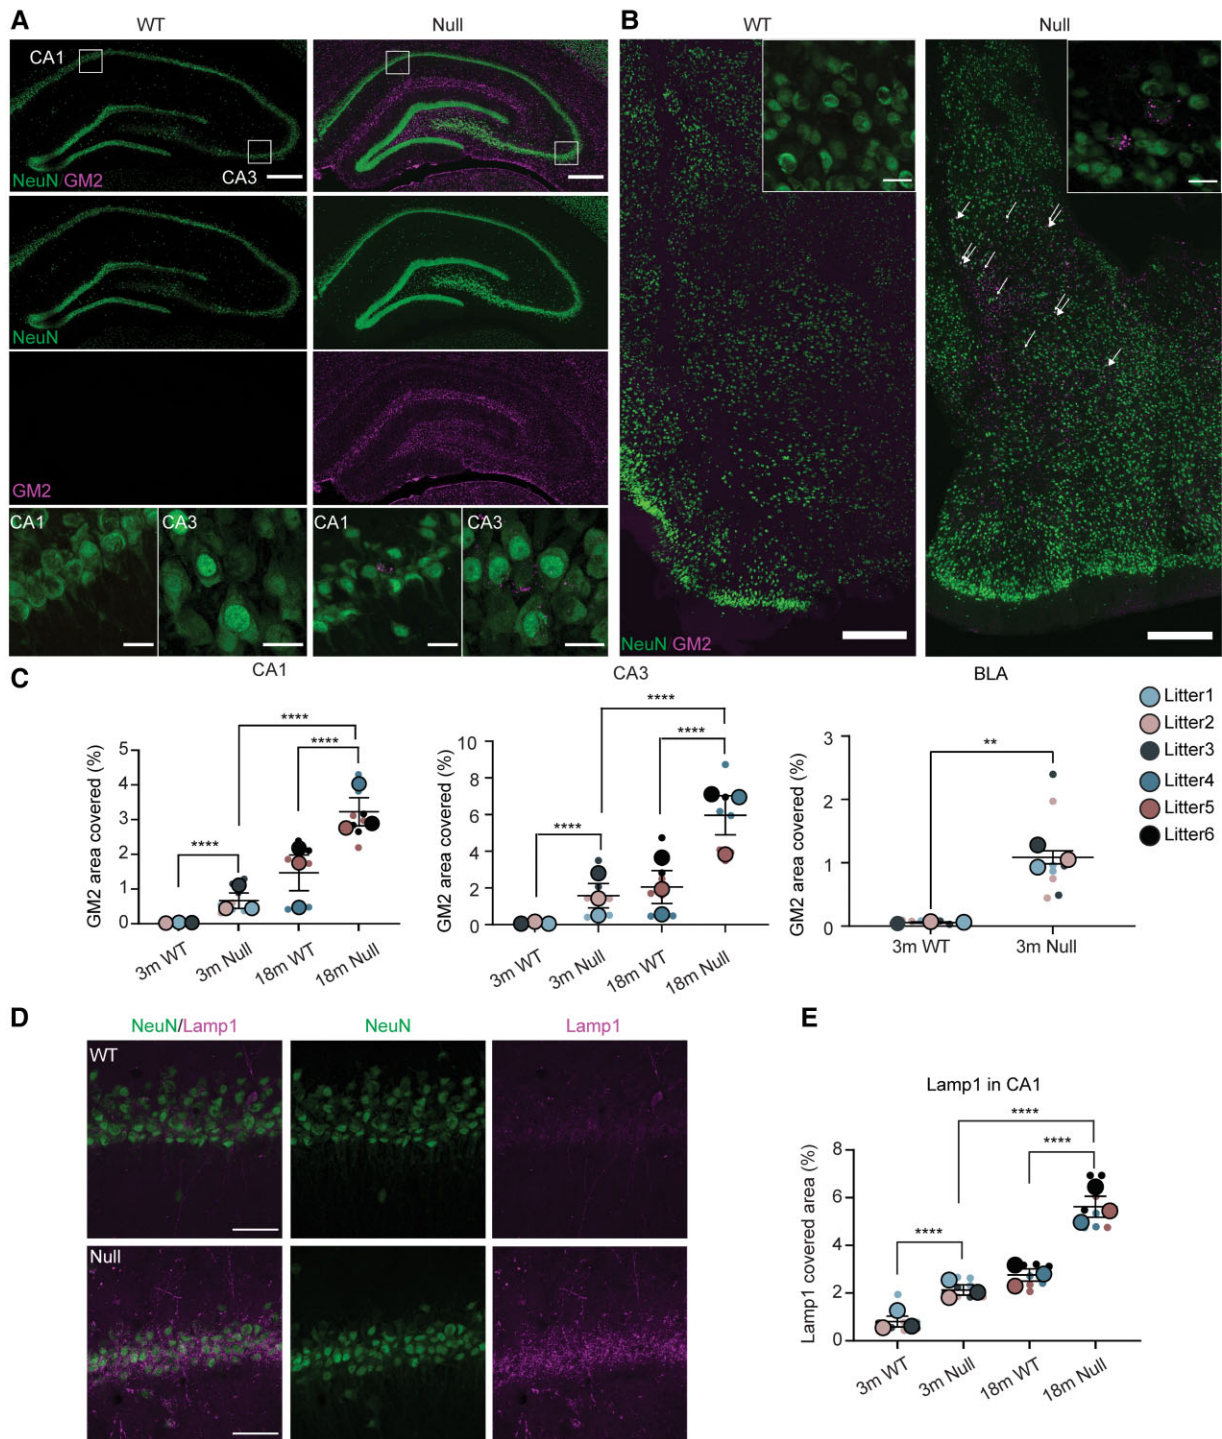 A
WT
Null
CA1
CA3
NeuN/GM2
NeuN
GM2
CA1
CA3
CA1
CA3
B
WT
Null
NeuN GM2
C
CA1
GM2 area covered (%)
5
4
3
2
1
0
****
****
****
3m WT
3m Null
18m WT
18m Null
CA3
GM2 area covered (%)
10
8
6
4
2
0
****
****
****
3m WT
3m Null
18m WT
18m Null
BLA
GM2 area covered (%)
3
2
1
0
**
3m WT
3m Null
Litter1
Litter2
Litter3
Litter4
Litter5
Litter6
D
NeuN/Lamp1
NeuN
Lamp1
WT
Null
E
Lamp1 in CA1
Lamp1 covered area (%)
8
6
4
2
0
****
****
****
3m WT
3m Null
18m WT
18m Null